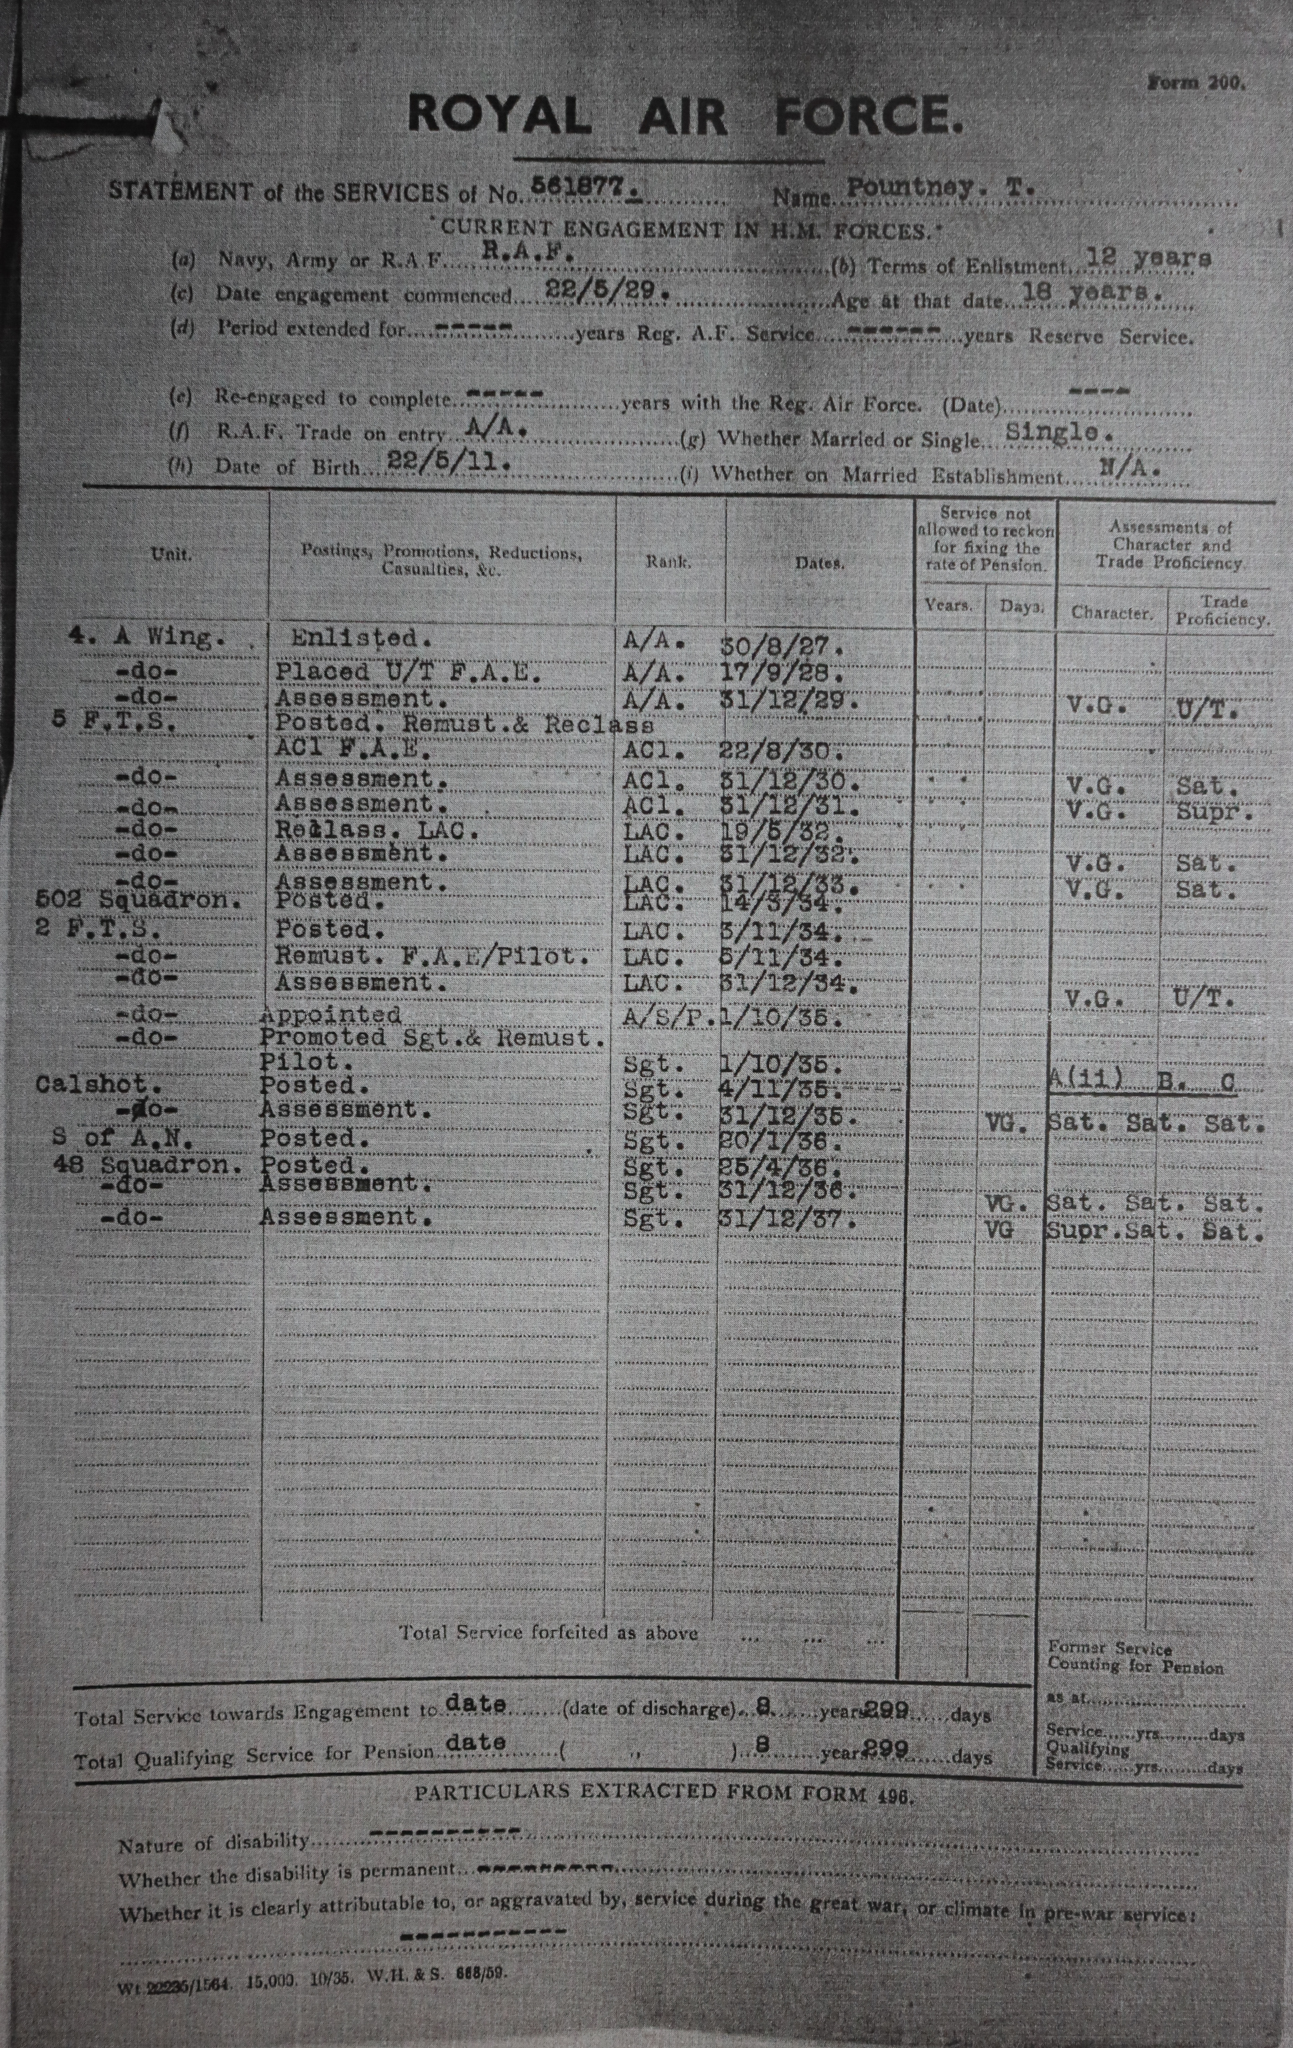 Form 200.
ROYAL AIR FORCE.
STATEMENT of the SERVICES of No. 561877. Name Pountney. T.
"CURRENT ENGAGEMENT IN H.M. FORCES."
(a) Navy, Army or R.A.F. R.A.F. (b) Terms of Enlistment 12 years
(c) Date engagement commenced 22/5/29. Age at that date 18 years.
(d) Period extended for ----- years Reg. A.F. Service ------ years Reserve Service.
(e) Re-engaged to complete ----- years with the Reg. Air Force. (Date) ----
(f) R.A.F. Trade on entry A/A. (g) Whether Married or Single Single.
(h) Date of Birth 22/5/11. (i) Whether on Married Establishment N/A.
Unit. Postings, Promotions, Reductions, Casualties, &c. Rank. Dates. Service not allowed to reckon for fixing the rate of Pension. Assessments of Character and Trade Proficiency.
Years. Days. Character. Trade Proficiency.
4. A Wing. Enlisted. A/A. 30/8/27.
-do- Placed U/T F.A.E. A/A. 17/9/28.
-do- Assessment. A/A. 31/12/29. V.G. U/T.
5 F.T.S. Posted. Remust.& Reclass
AC1 F.A.E. AC1. 22/8/30.
-do- Assessment. AC1. 31/12/30. V.G. Sat.
-do- Assessment. AC1. 31/12/31. V.G. Supr.
-do- Reclass. LAC. LAC. 19/5/32.
-do- Assessment. LAC. 31/12/32. V.G. Sat.
-do- Assessment. LAC. 31/12/33. V.G. Sat.
502 Squadron. Posted. LAC. 14/3/34.
2 F.T.S. Posted. LAC. 3/11/34.
-do- Remust. F.A.E/Pilot. LAC. 5/11/34.
-do- Assessment. LAC. 31/12/34. V.G. U/T.
-do- Appointed A/S/P. 1/10/35.
-do- Promoted Sgt.& Remust.
Pilot. Sgt. 1/10/35.
Calshot. Posted. Sgt. 4/11/35. A(ii) B. C
-do- Assessment. Sgt. 31/12/35. VG. Sat. Sat. Sat.
S of A.N. Posted. Sgt. 20/1/36.
48 Squadron. Posted. Sgt. 25/4/36.
-do- Assessment. Sgt. 31/12/36. VG. Sat. Sat. Sat.
-do- Assessment. Sgt. 31/12/37. VG Supr. Sat. Sat.
Total Service forfeited as above ... ... ...
Former Service
Counting for Pension
as at
Total Service towards Engagement to date (date of discharge) 8 years 299 days
Service yrs. days
Total Qualifying Service for Pension date ( ,, ) 8 years 299 days
Qualifying
Service yrs. days
PARTICULARS EXTRACTED FROM FORM 496.
Nature of disability ----------
Whether the disability is permanent ---------
Whether it is clearly attributable to, or aggravated by, service during the great war, or climate in pre-war service:
----------
Wt 22235/1564. 15,000. 10/35. W.H. & S. 668/59.